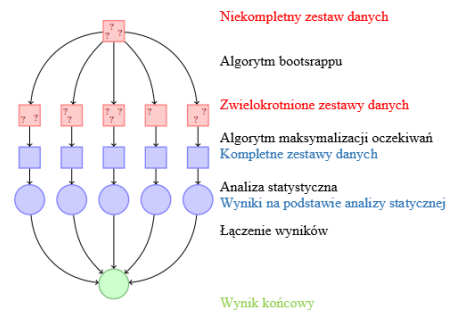 Niekompletny zestaw danych
? ? ?
Algorytm bootsrappu
Zwielokrotnione zestawy danych
? ? ? ? ? ? ? ? ? ?
Algorytm maksymalizacji oczekiwań
Kompletne zestawy danych
Analiza statystyczna
Wyniki na podstawie analizy statycznej
Łączenie wyników
Wynik końcowy